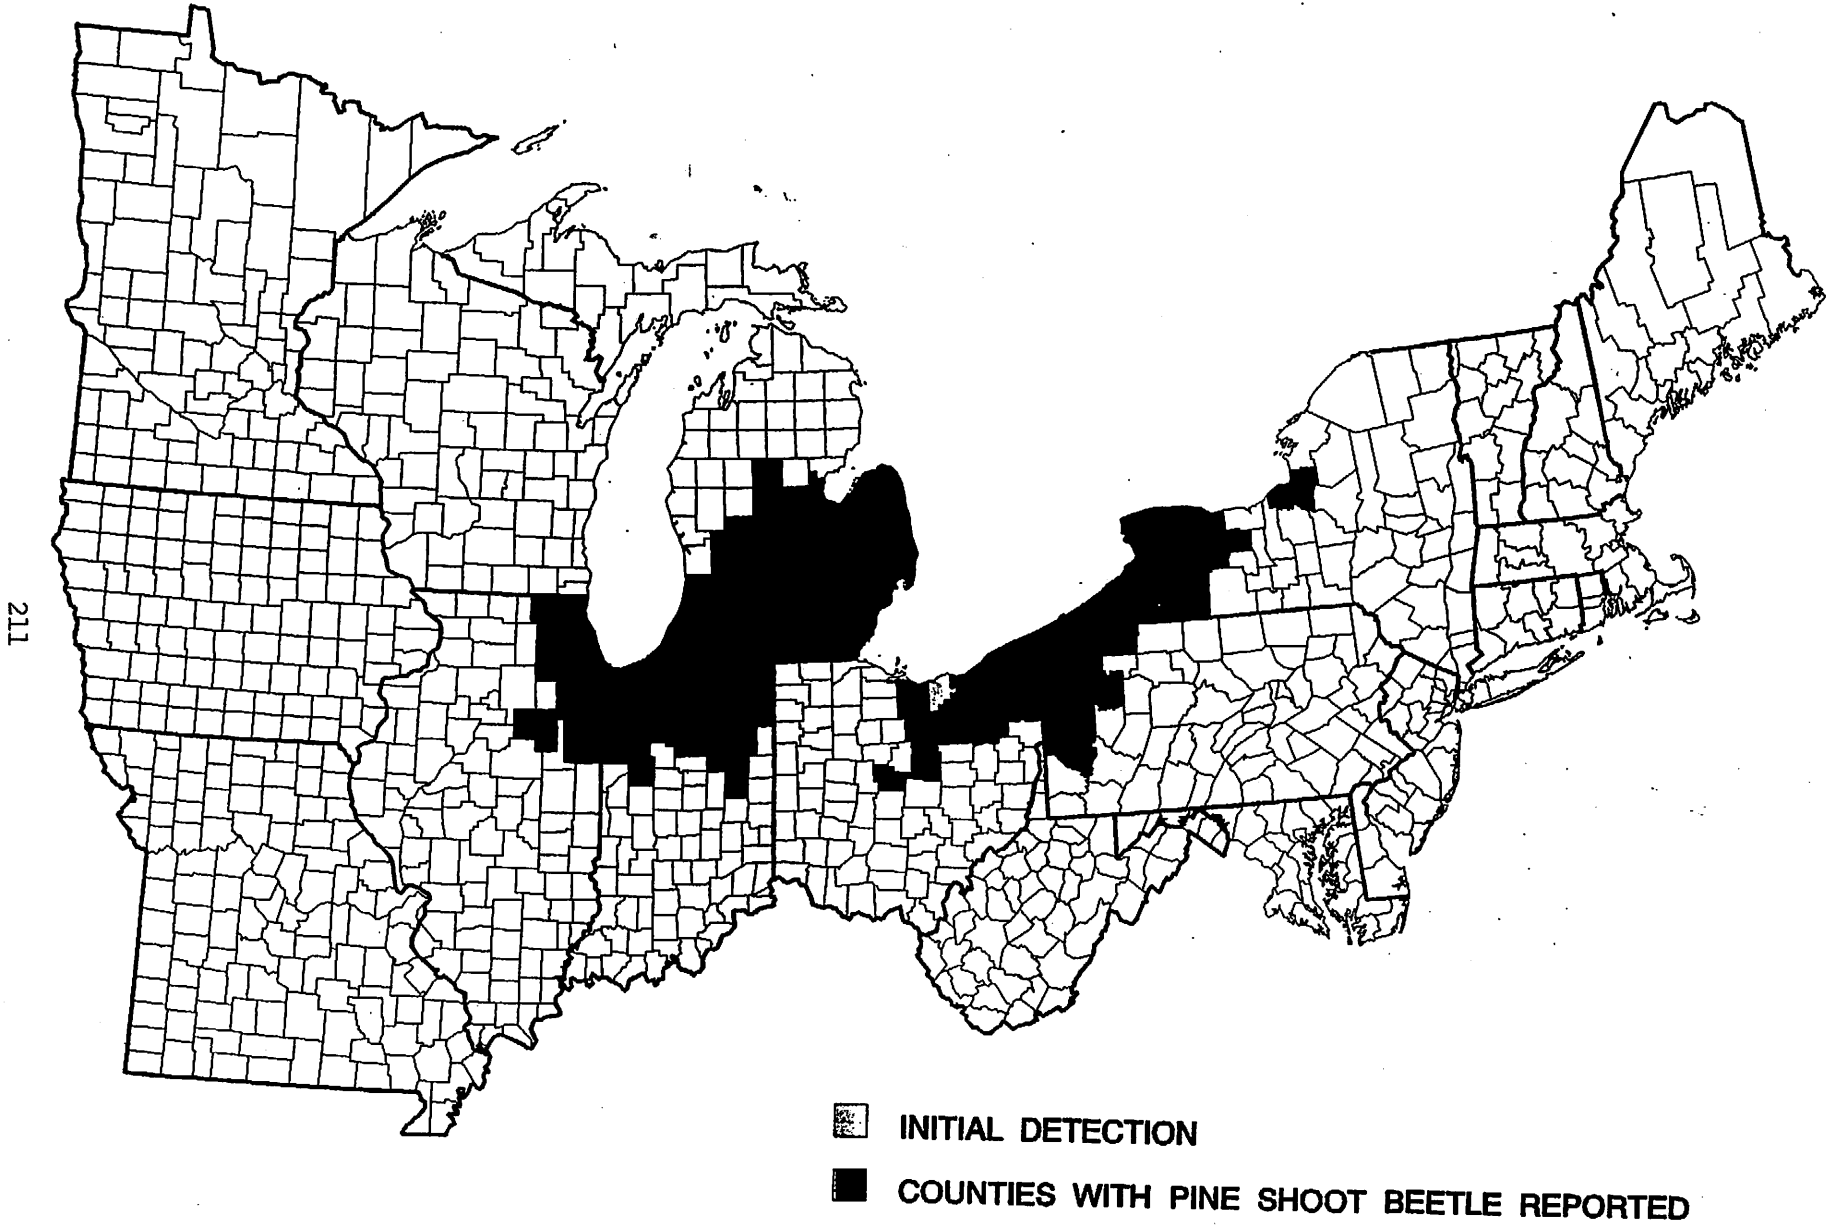 211
INITIAL DETECTION
COUNTIES WITH PINE SHOOT BEETLE REPORTED